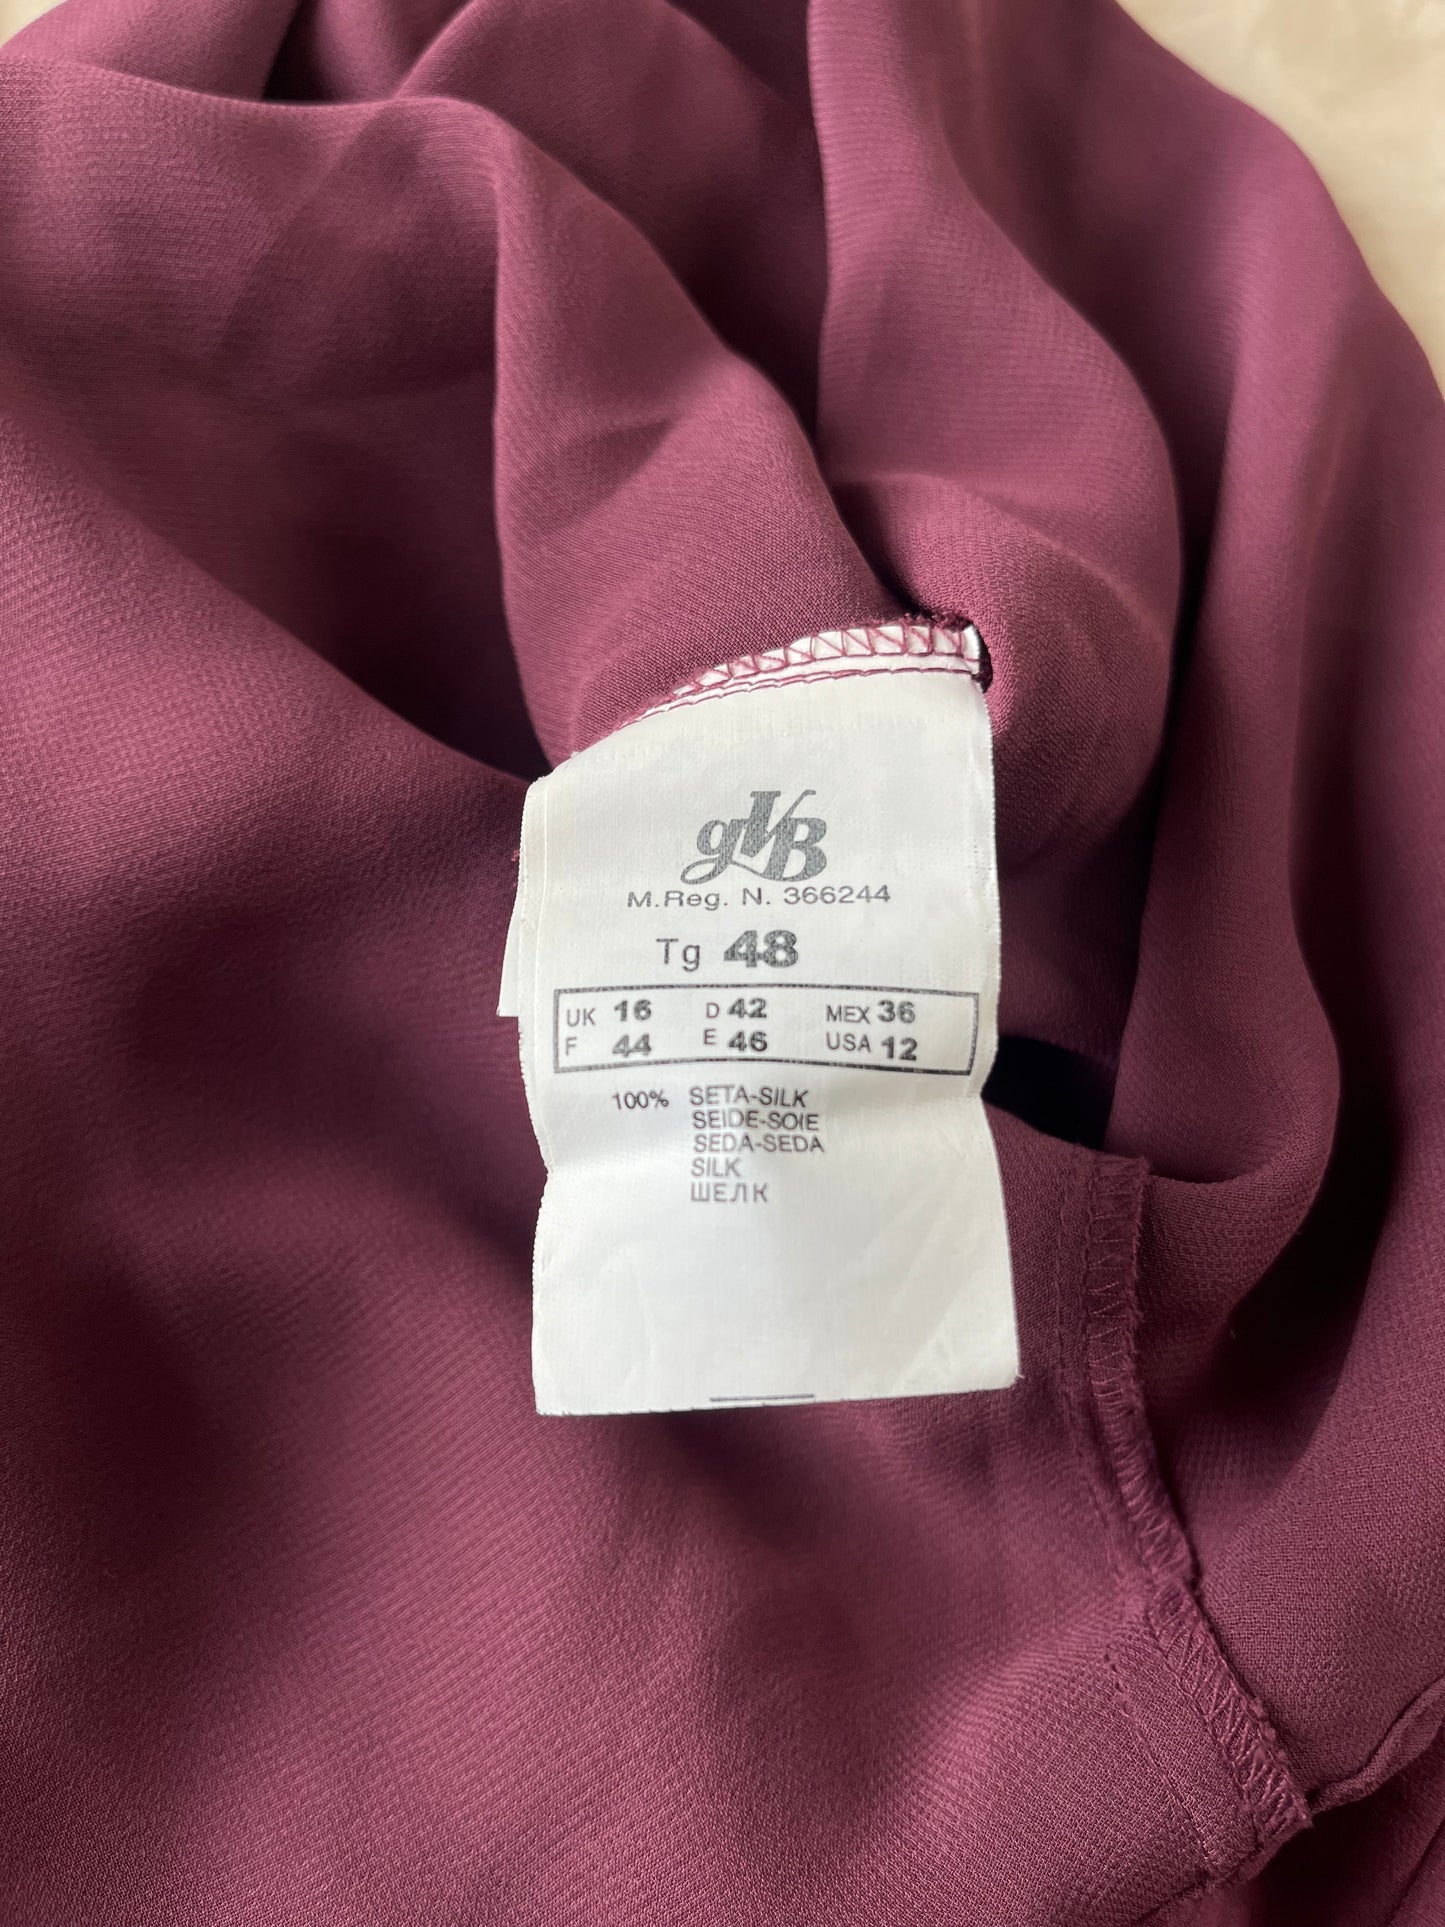 gVB
M.Reg. N. 366244
Tg 48
UK 16 D 42 MEX 36
F 44 E 46 USA 12
100% SETA-SILK
SEIDE-SOIE
SEDA-SEDA
SILK
ШЕЛК